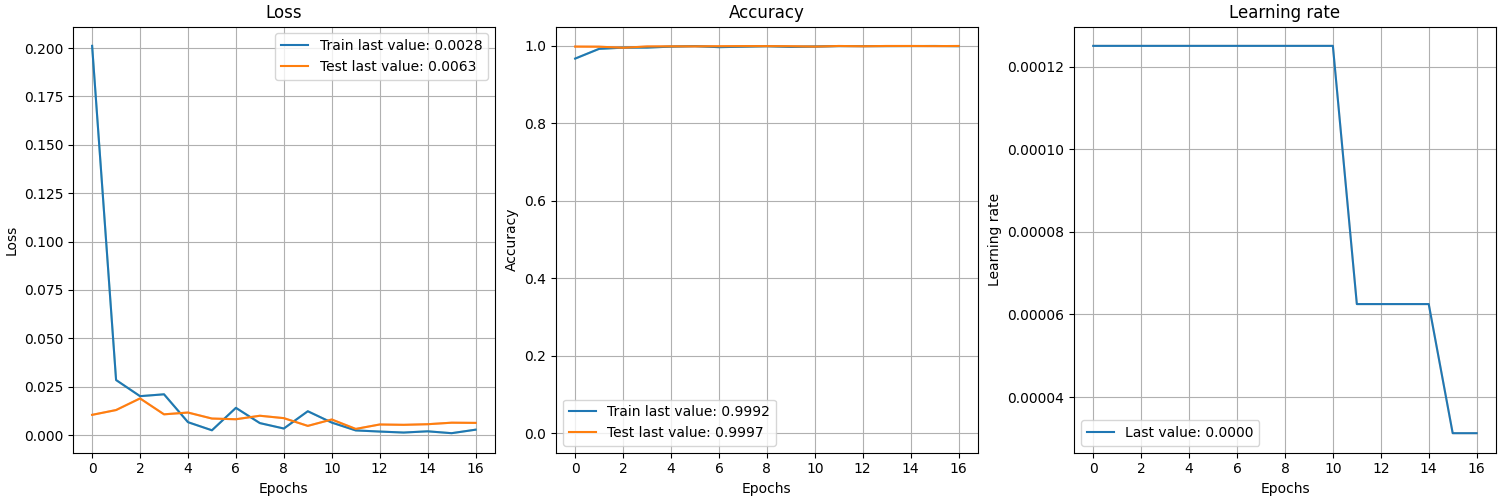 Loss
0.200
0.175
0.150
0.125
0.100
0.075
0.050
0.025
0.000
Loss
Train last value: 0.0028
Test last value: 0.0063
0 2 4 6 8 10 12 14 16
Epochs
Accuracy
1.0
0.8
0.6
0.4
0.2
0.0
Accuracy
Train last value: 0.9992
Test last value: 0.9997
0 2 4 6 8 10 12 14 16
Epochs
Learning rate
0.00012
0.00010
0.00008
0.00006
0.00004
Learning rate
Last value: 0.0000
0 2 4 6 8 10 12 14 16
Epochs